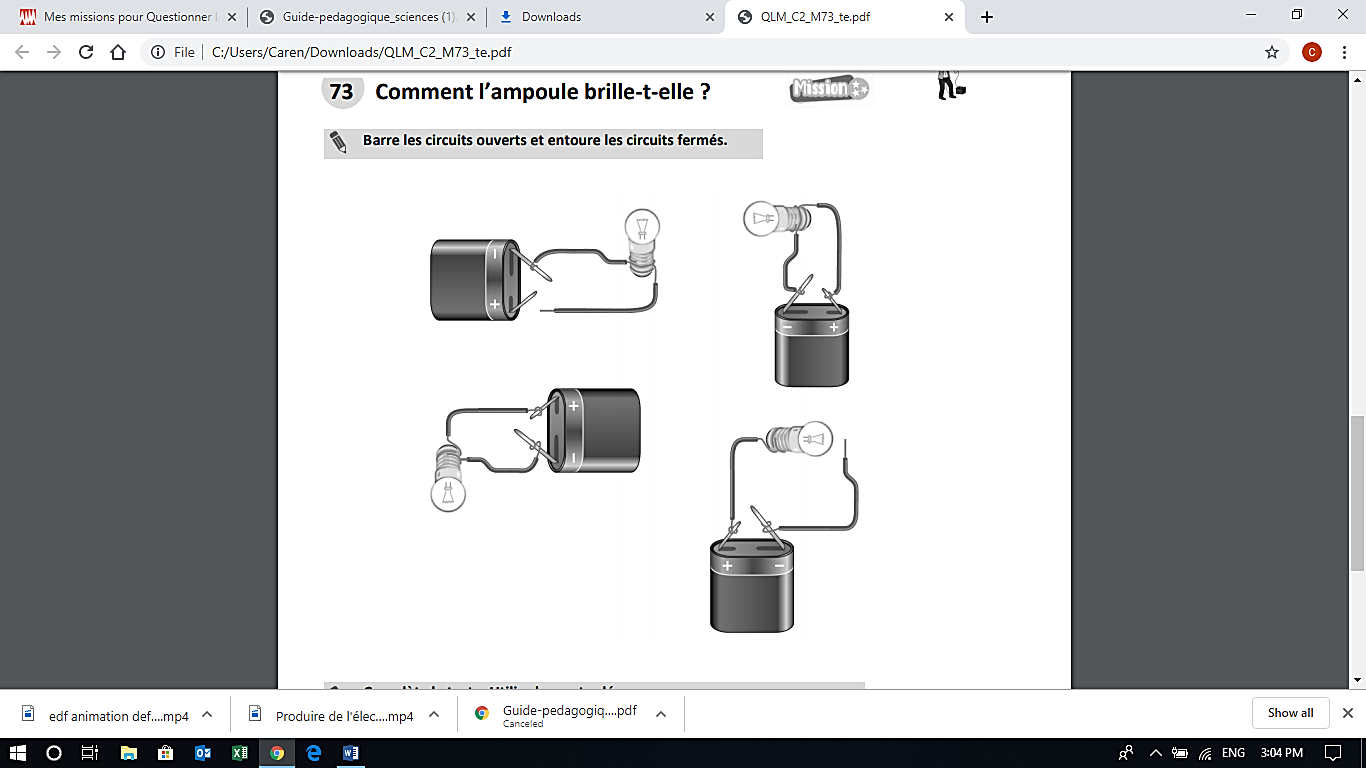 Mes missions pour Questionner
Guide-pedagogique_sciences (1)
Downloads
QLM_C2_M73_te.pdf
File
C:/Users/Caren/Downloads/QLM_C2_M73_te.pdf
C
73 Comment l’ampoule brille-t-elle ?
Mission
Barre les circuits ouverts et entoure les circuits fermés.
−
+
− +
+
−
+ −
edf animation def....mp4
Produire de l'élec....mp4
Guide-pedagogiq....pdf
Canceled
Show all
ENG
3:04 PM